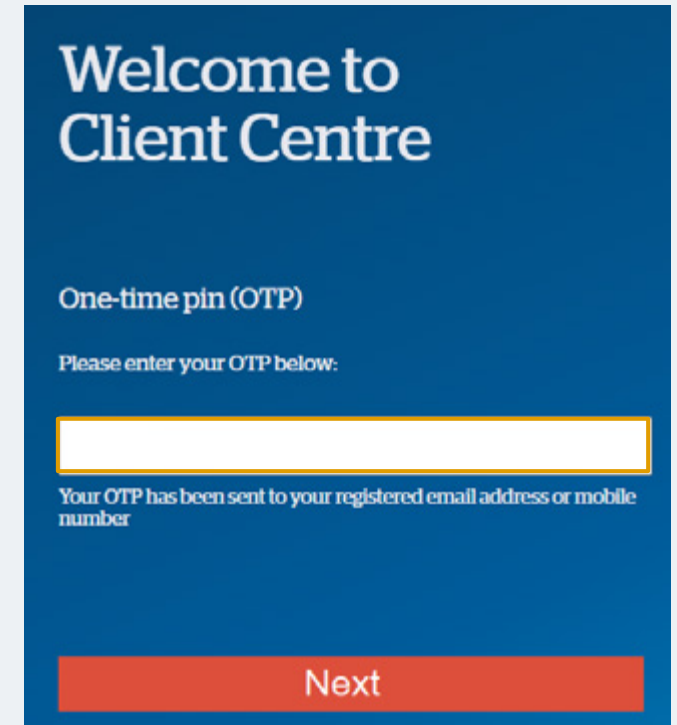 Welcome to
Client Centre
One-time pin (OTP)
Please enter your OTP below:
Your OTP has been sent to your registered email address or mobile
number
Next